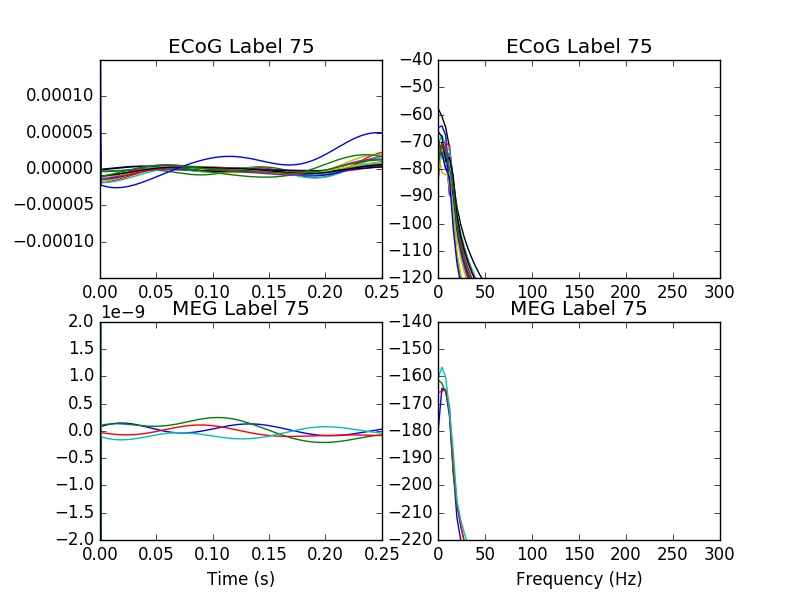 ECoG Label 75
0.00010
0.00005
0.00000
−0.00005
−0.00010
0.00 0.05 0.10 0.15 0.20 0.25
ECoG Label 75
−40
−50
−60
−70
−80
−90
−100
−110
−120
0 50 100 150 200 250 300
MEG Label 75
1e−9
2.0
1.5
1.0
0.5
0.0
−0.5
−1.0
−1.5
−2.0
0.00 0.05 0.10 0.15 0.20 0.25
Time (s)
MEG Label 75
−140
−150
−160
−170
−180
−190
−200
−210
−220
0 50 100 150 200 250 300
Frequency (Hz)